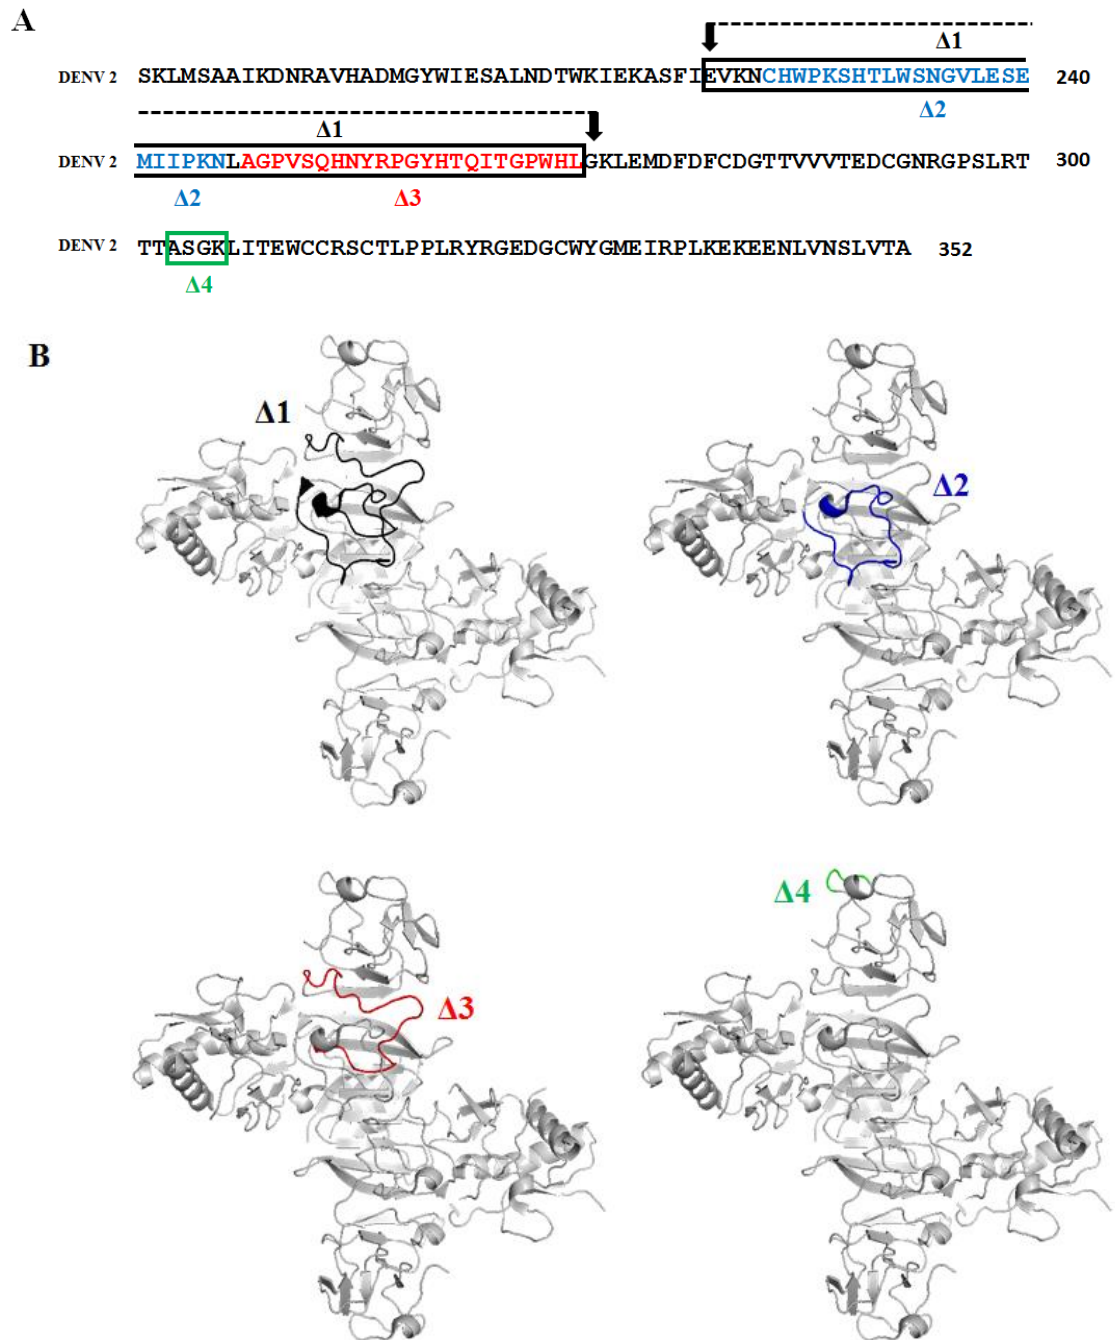 A
Δ1
DENV 2 SKLMSAAIKDNRAVHADMGYWIESALNDTWKIEKASFIEVKNCHWPKSHTLWSNGVLESE 240
Δ2
Δ1
DENV 2 MIIPKNLAGPVSQHNYRPGYHTQITGPWHLGKLEMDFDFCDGTTVVVTEDCGNRGPSLRT 300
Δ2 Δ3
DENV 2 TTASGKLITEWCCRSCTLPPLRYRGEDGCWYGMEIRPLKEKEENLVNSLVTA 352
Δ4
B
Δ1
Δ2
Δ3
Δ4